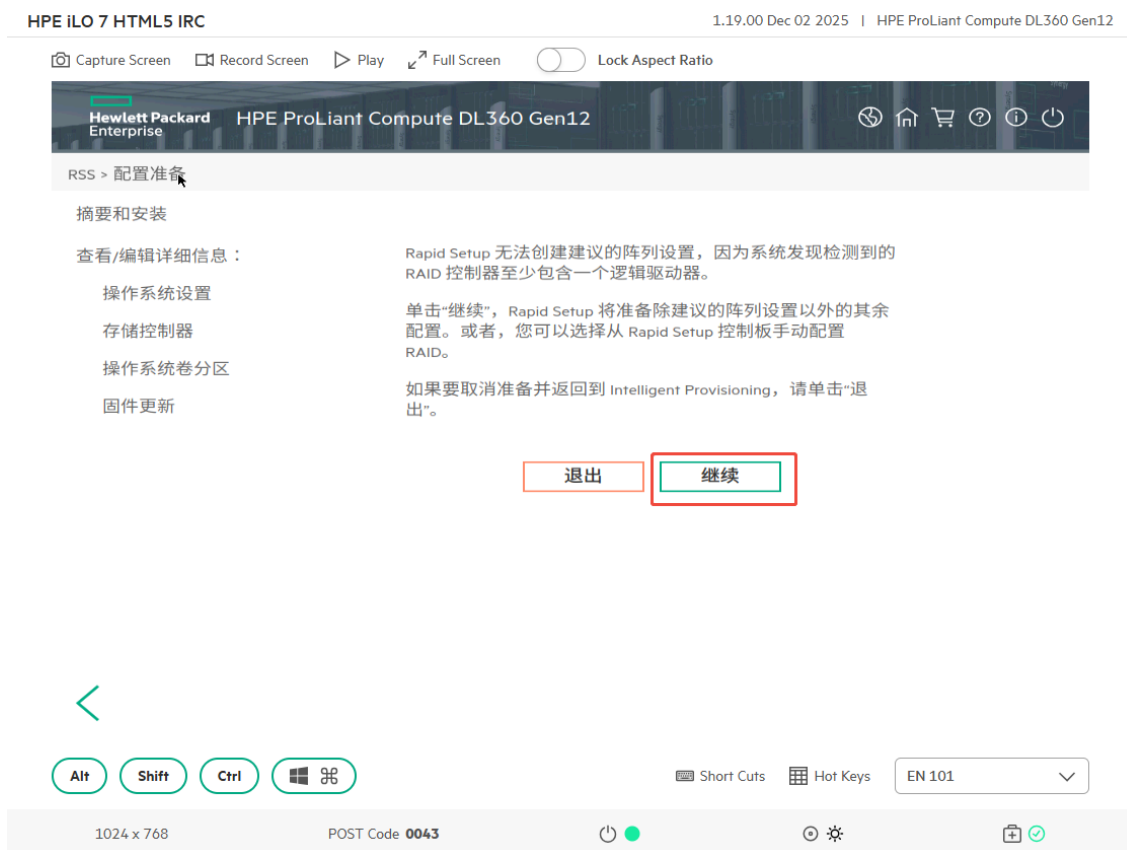 HPE iLO 7 HTML5 IRC
1.19.00 Dec 02 2025 | HPE ProLiant Compute DL360 Gen12
Capture Screen Record Screen Play Full Screen Lock Aspect Ratio
Hewlett Packard
Enterprise
HPE ProLiant Compute DL360 Gen12
RSS > 配置准备
摘要和安装
查看/编辑详细信息：
操作系统设置
存储控制器
操作系统卷分区
固件更新
Rapid Setup 无法创建建议的阵列设置，因为系统发现检测到的
RAID 控制器至少包含一个逻辑驱动器。
单击“继续”，Rapid Setup 将准备除建议的阵列设置以外的其余
配置。或者，您可以选择从 Rapid Setup 控制板手动配置
RAID。
如果要取消准备并返回到 Intelligent Provisioning，请单击“退
出”。
退出 继续
Alt Shift Ctrl Short Cuts Hot Keys EN 101
1024 x 768 POST Code 0043